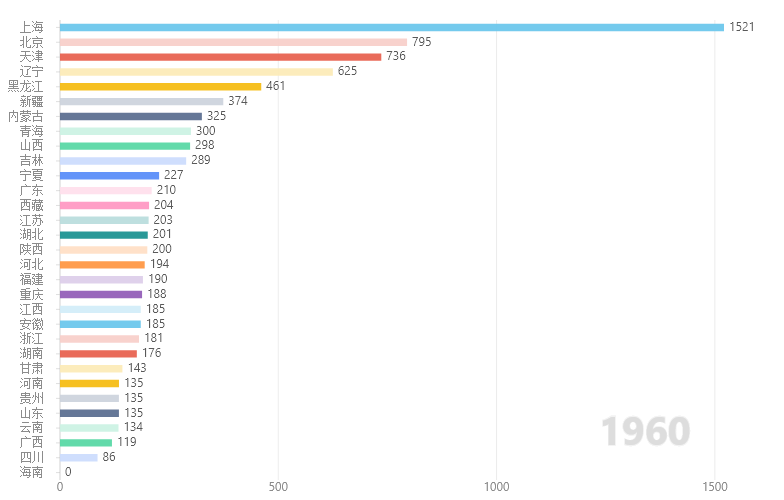 上海 1521
北京 795
天津 736
辽宁 625
黑龙江 461
新疆 374
内蒙古 325
青海 300
山西 298
吉林 289
宁夏 227
广东 210
西藏 204
江苏 203
湖北 201
陕西 200
河北 194
福建 190
重庆 188
江西 185
安徽 185
浙江 181
湖南 176
甘肃 143
河南 135
贵州 135
山东 135
云南 134
广西 119
四川 86
海南 0
1960
0 500 1000 1500